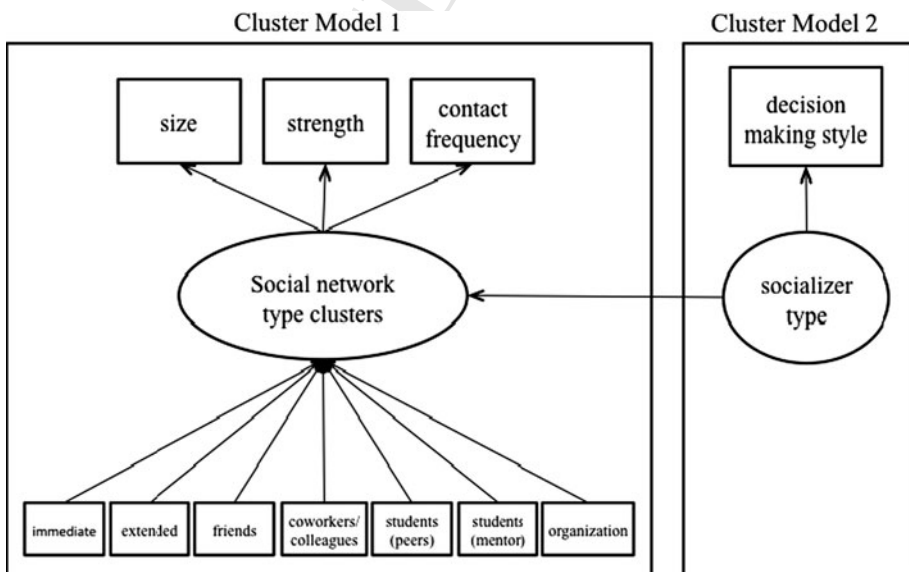 Cluster Model 1
Cluster Model 2
size
strength
contact
frequency
decision
making style
Social network
type clusters
socializer
type
immediate
extended
friends
coworkers/
colleagues
students
(peers)
students
(mentor)
organization